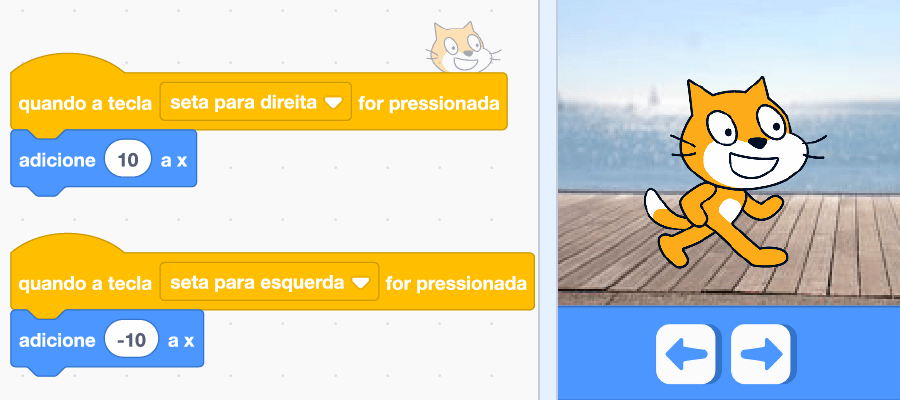 quando a tecla seta para direita for pressionada
adicione 10 a x
quando a tecla seta para esquerda for pressionada
adicione -10 a x